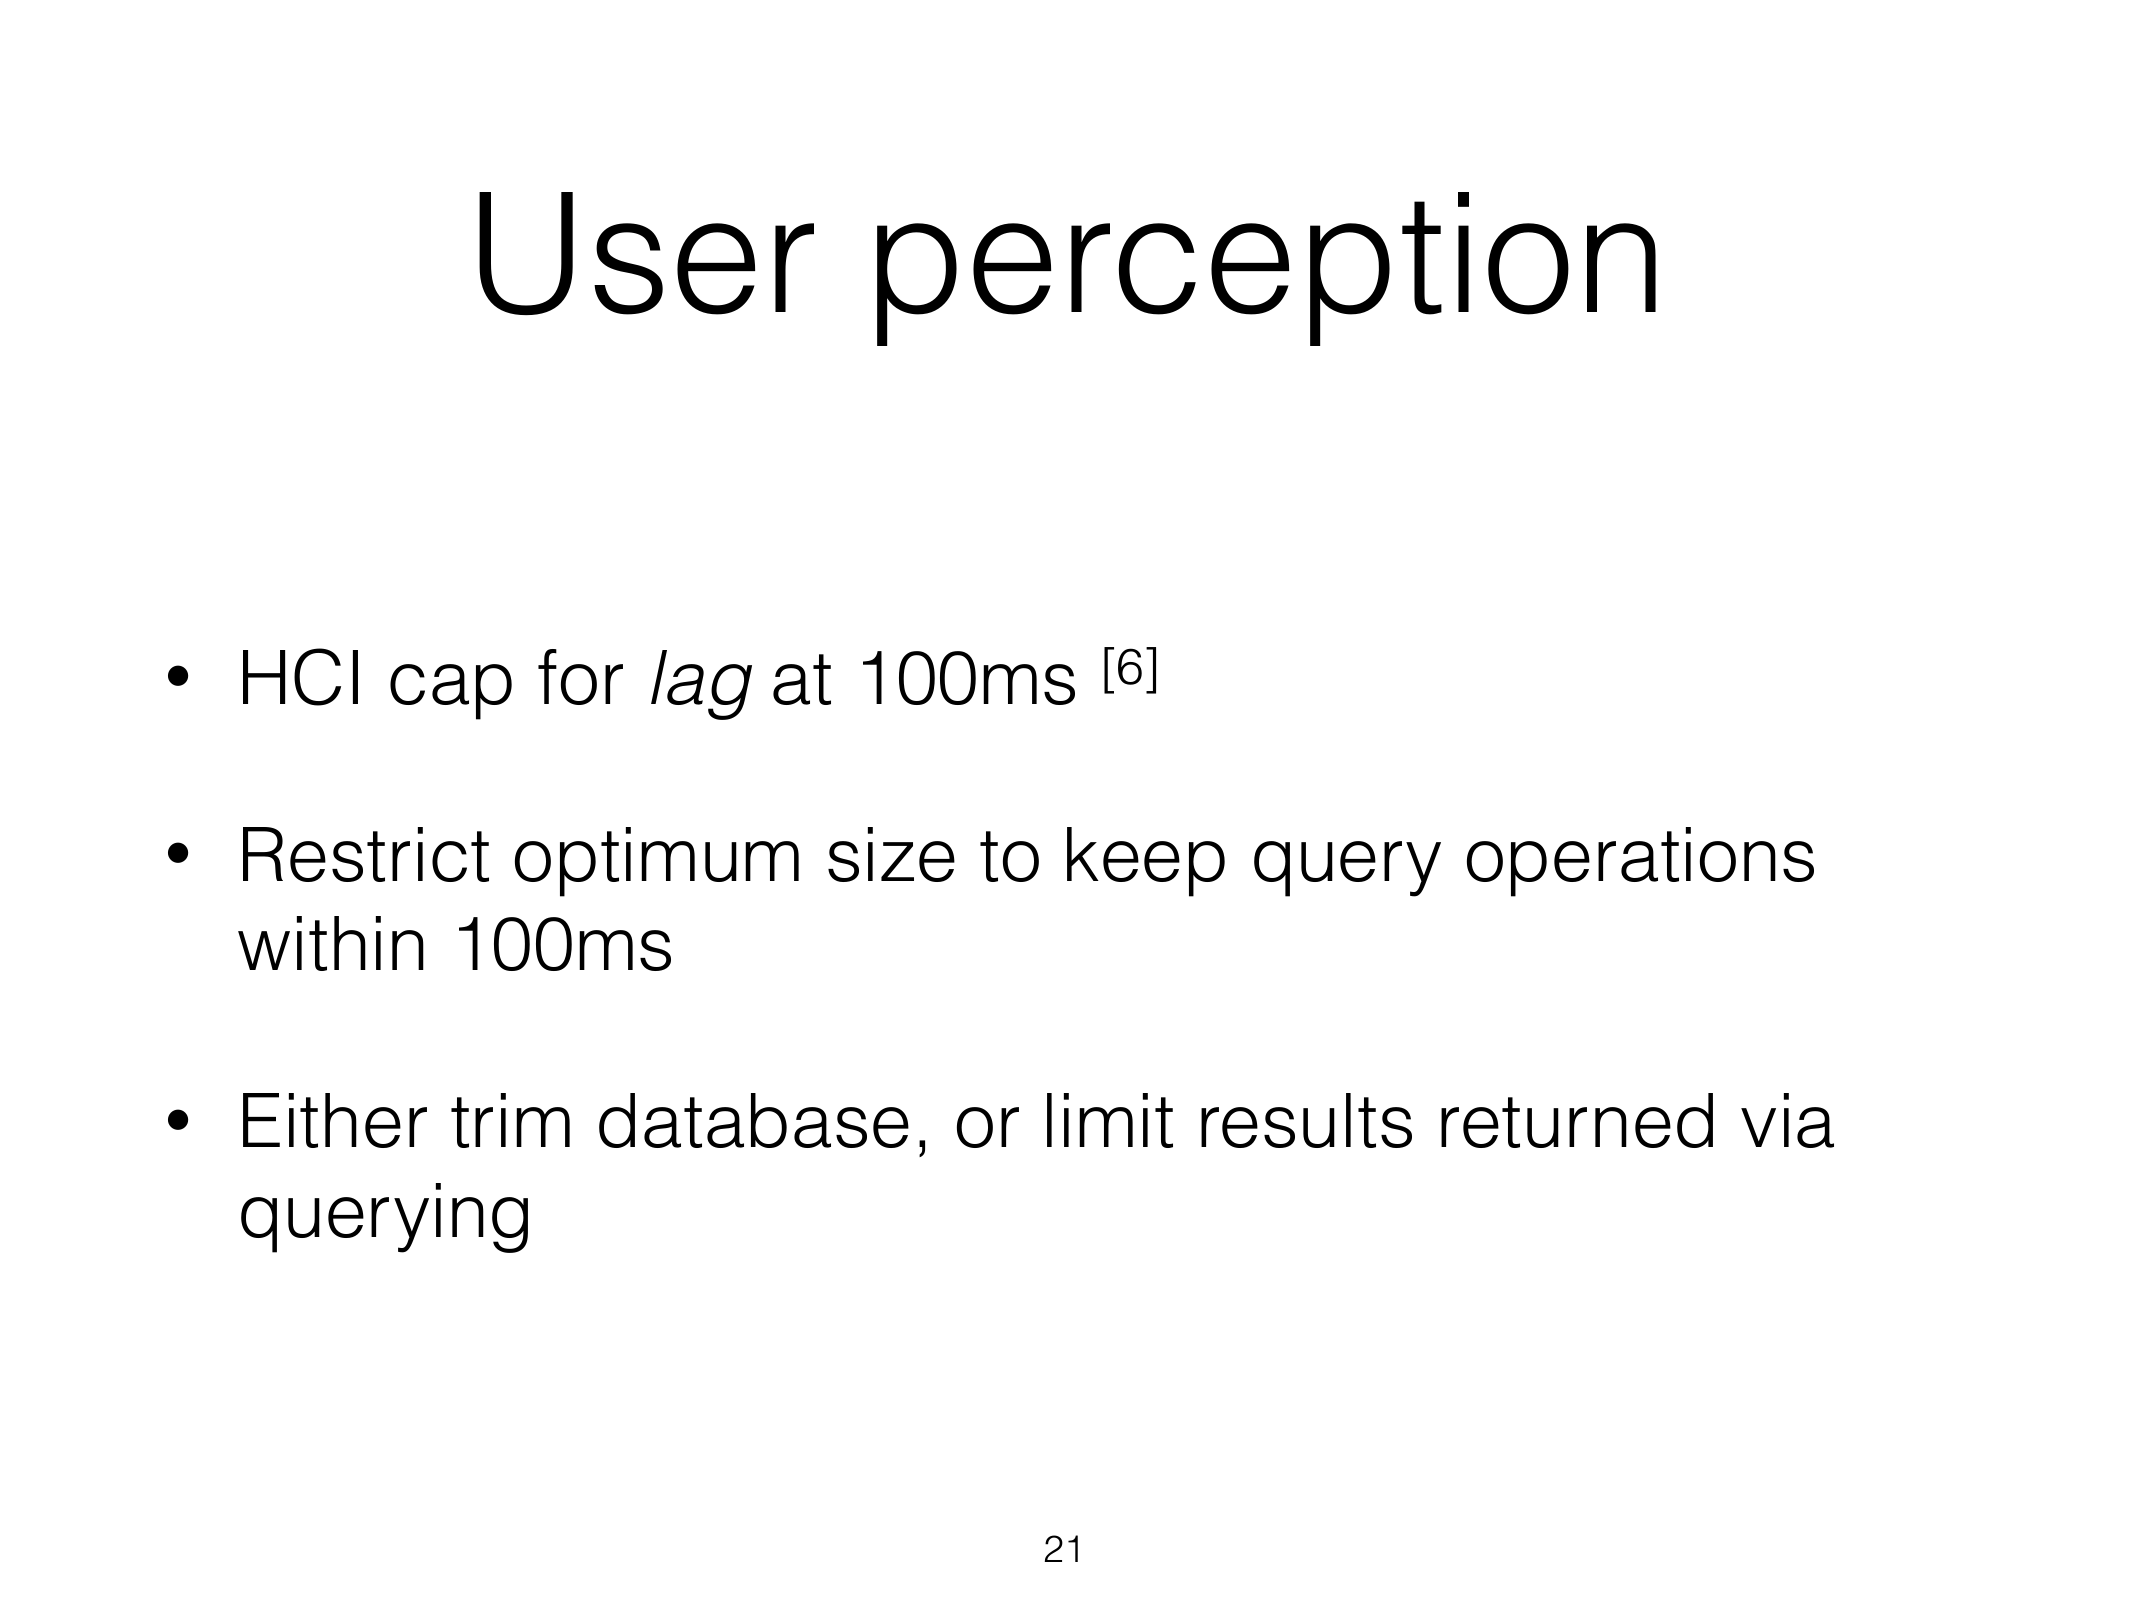 User perception
• HCI cap for lag at 100ms [6]
• Restrict optimum size to keep query operations
within 100ms
• Either trim database, or limit results returned via
querying
21